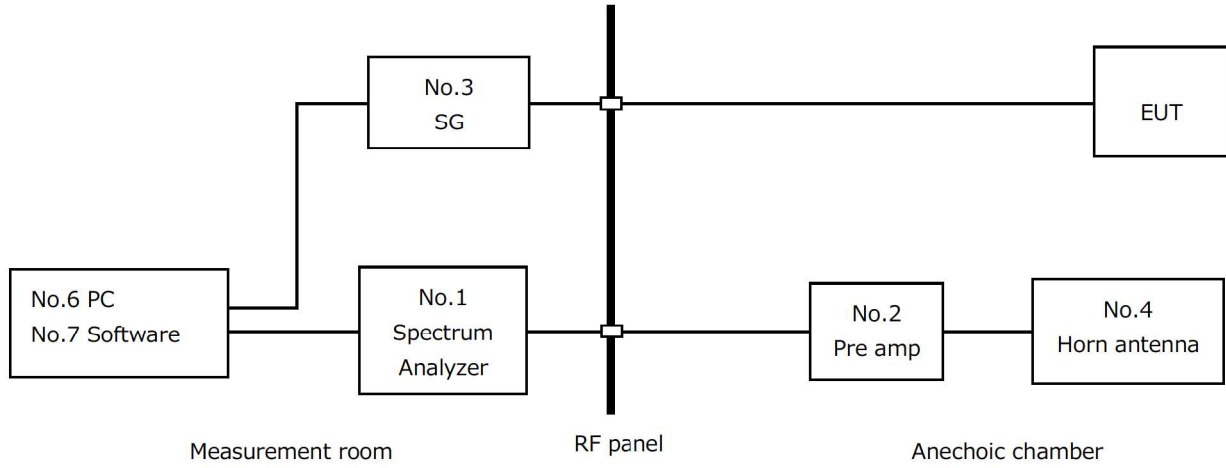 No.3
SG
EUT
No.6 PC
No.7 Software
No.1
Spectrum
Analyzer
No.2
Pre amp
No.4
Horn antenna
Measurement room
RF panel
Anechoic chamber